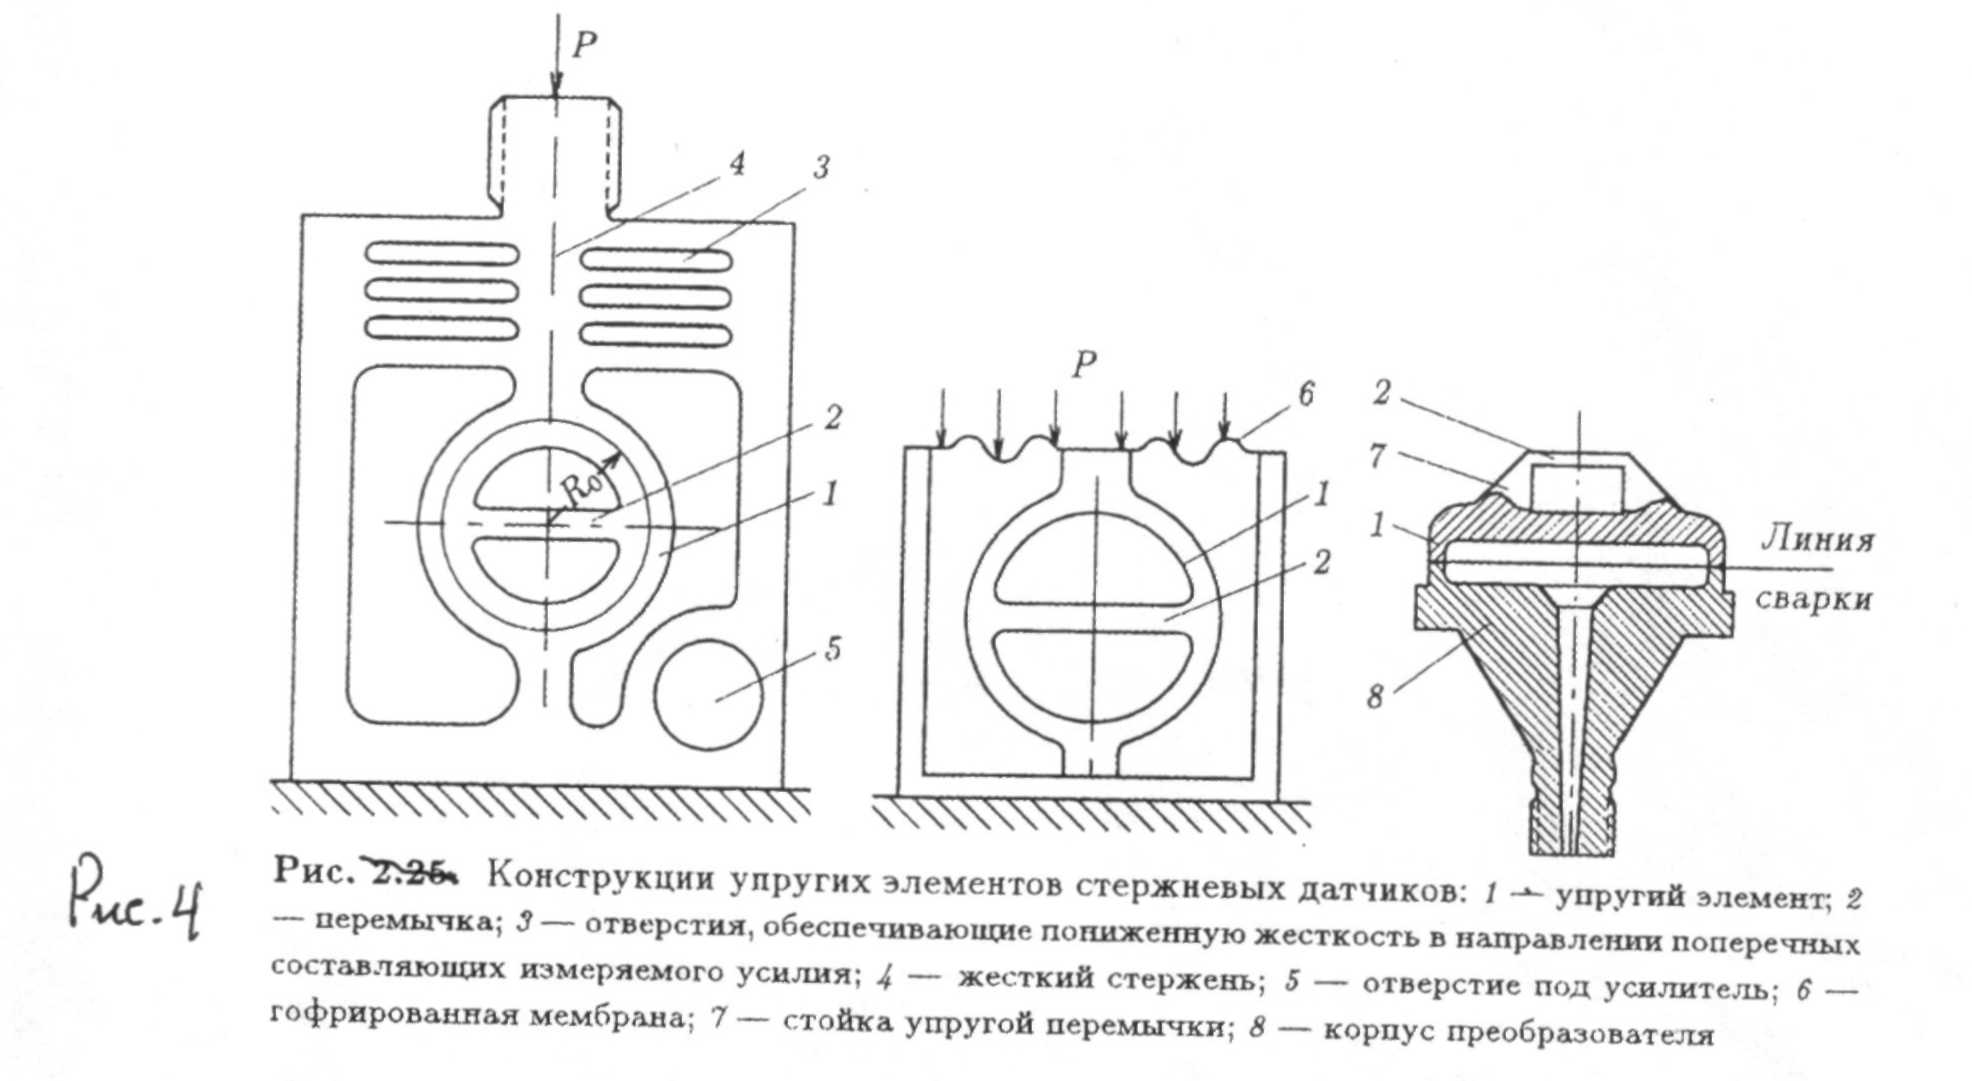 P
4
3
2
R₀
1
5
P
6
1
2
2
7
1
Линия
сварки
8
Рис. 4
Рис. 2.25. Конструкции упругих элементов стержневых датчиков: 1 — упругий элемент; 2
— перемычка; 3 — отверстия, обеспечивающие пониженную жесткость в направлении поперечных
составляющих измеряемого усилия; 4 — жесткий стержень; 5 — отверстие под усилитель; 6 —
гофрированная мембрана; 7 — стойка упругой перемычки; 8 — корпус преобразователя